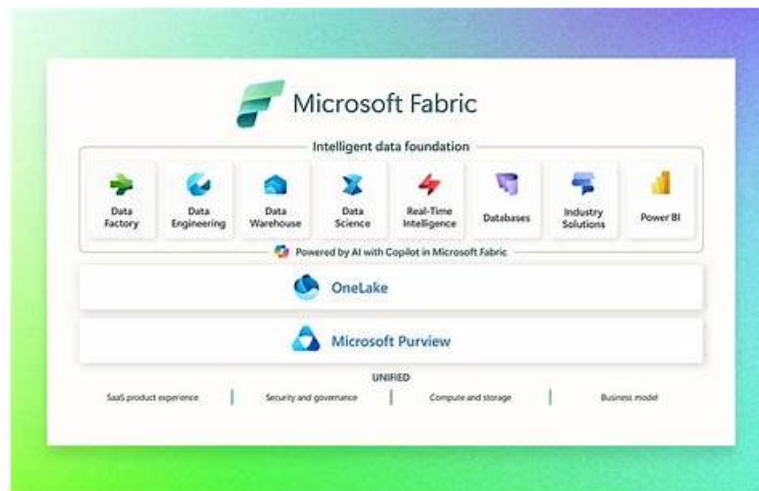 Microsoft Fabric
Intelligent data foundation
Data Factory
Data Engineering
Data Warehouse
Data Science
Real-Time Intelligence
Databases
Industry Solutions
Power BI
Powered by AI with Copilot in Microsoft Fabric
OneLake
Microsoft Purview
UNIFIED
SaaS product experience
Security and governance
Compute and storage
Business model